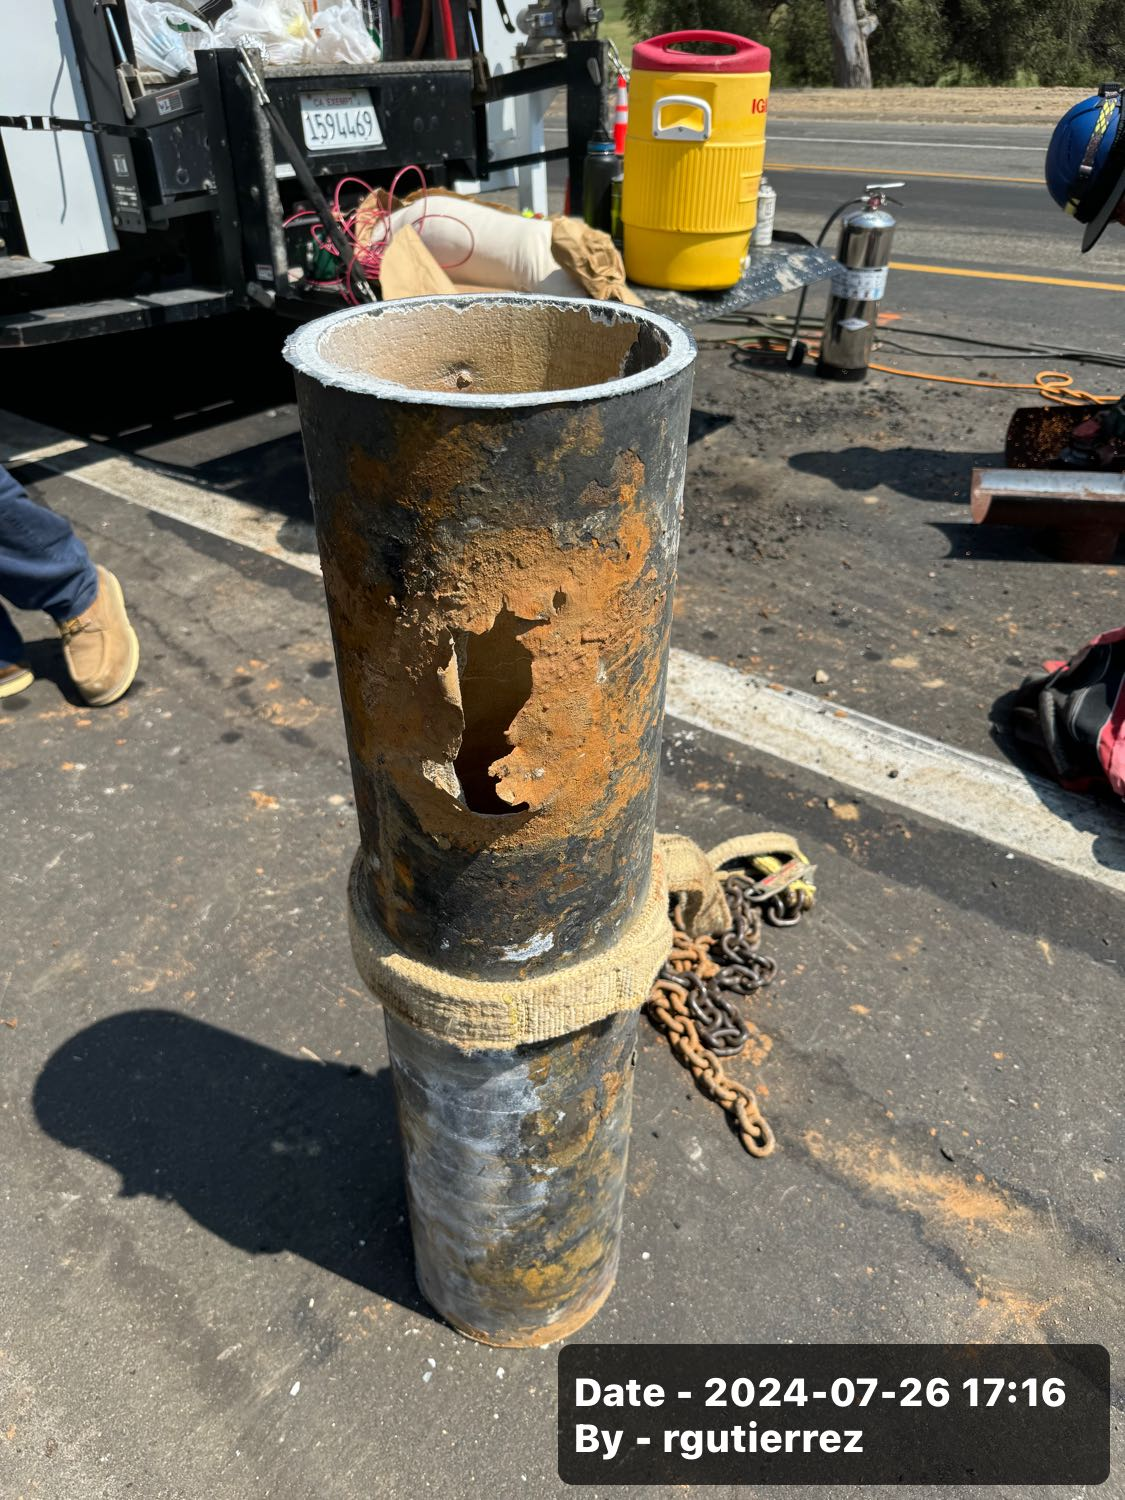 CA EXEMPT
1594469
IG
Date - 2024-07-26 17:16
By - rgutierrez